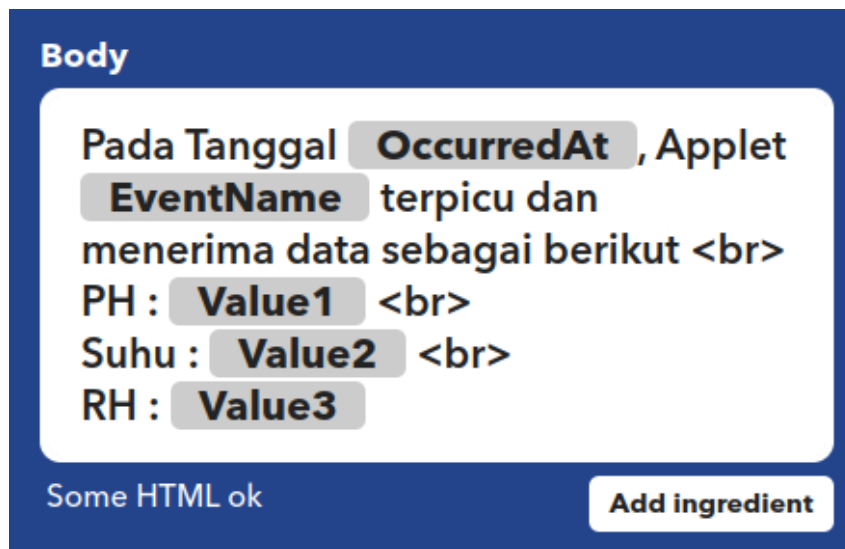 Body
Pada Tanggal OccurredAt , Applet
EventName terpicu dan
menerima data sebagai berikut <br>
PH : Value1 <br>
Suhu : Value2 <br>
RH : Value3
Some HTML ok
Add ingredient